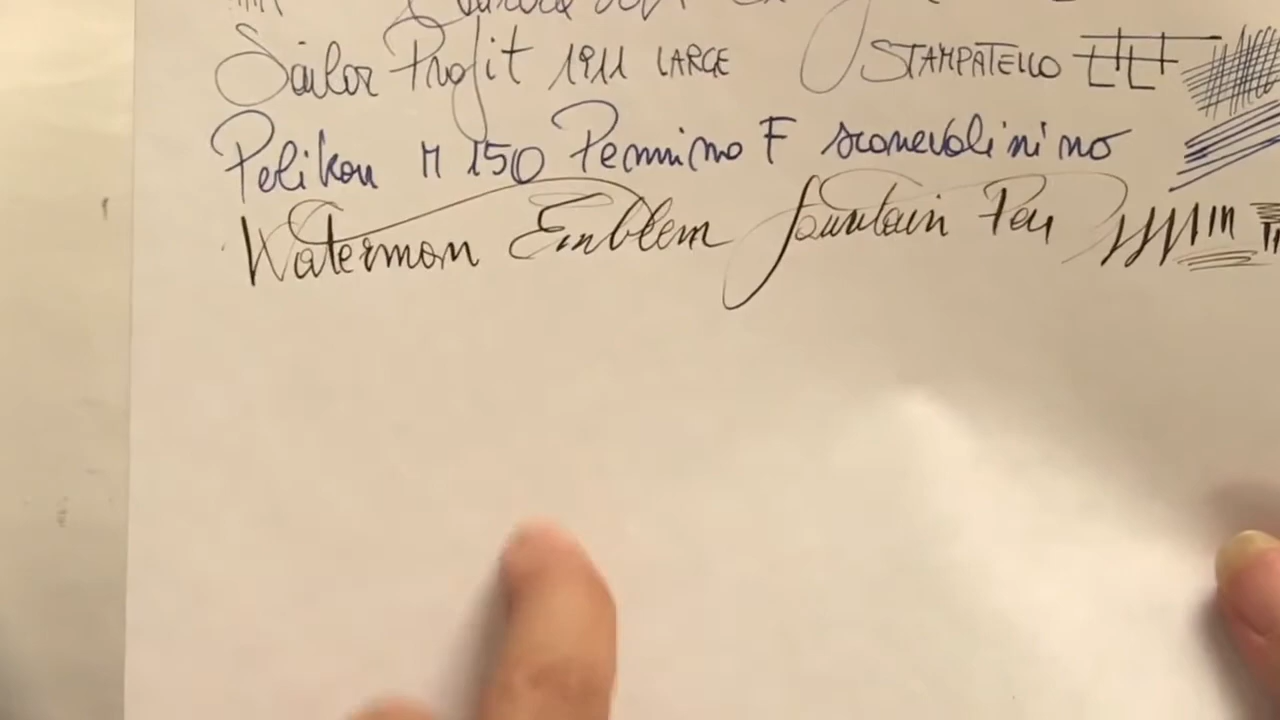 Sailor Profit 1911 LARGE STAMPATELLO
Pelikan M 150 Pennino F scorrevolissimo
Waterman Emblem fountain Pen